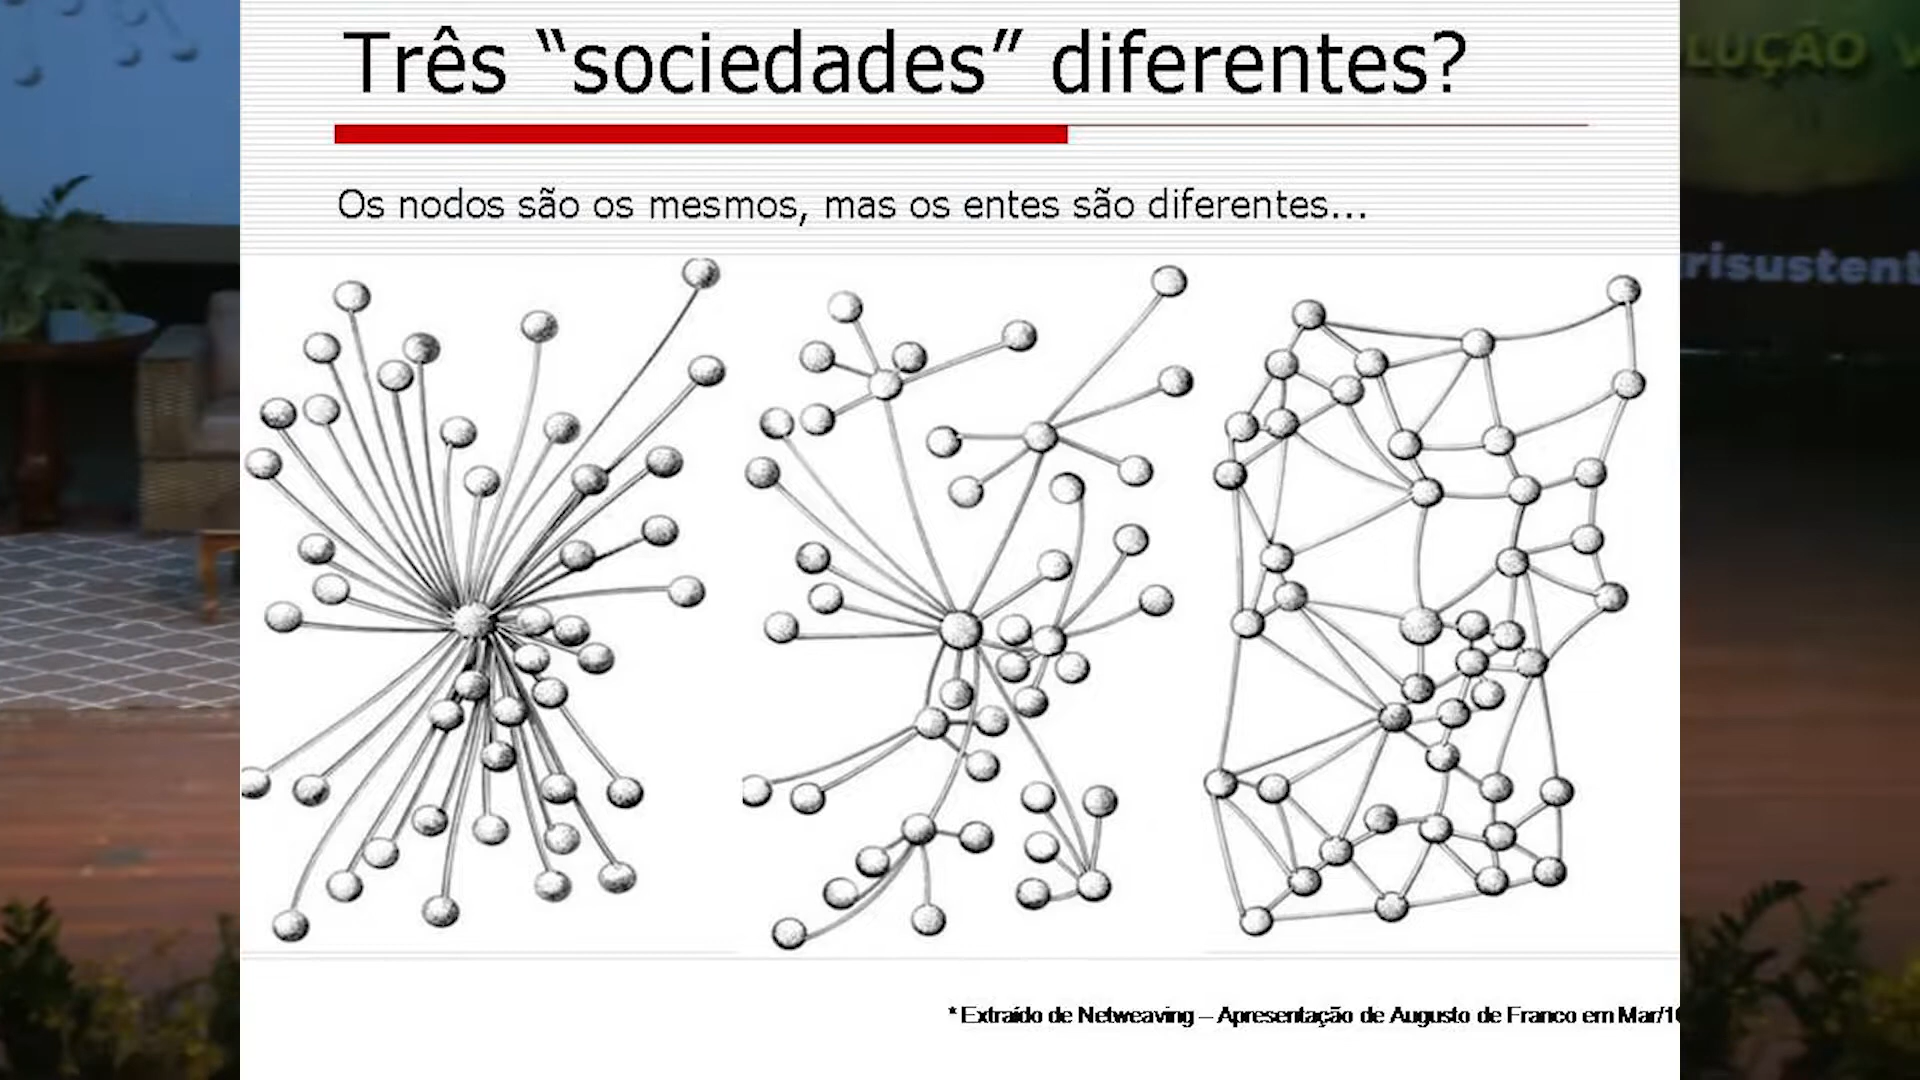 Três “sociedades” diferentes?
Os nodos são os mesmos, mas os entes são diferentes...
* Extraído de Netweaving – Apresentação de Augusto de Franco em Mar/10
LUÇÃO V
risustent